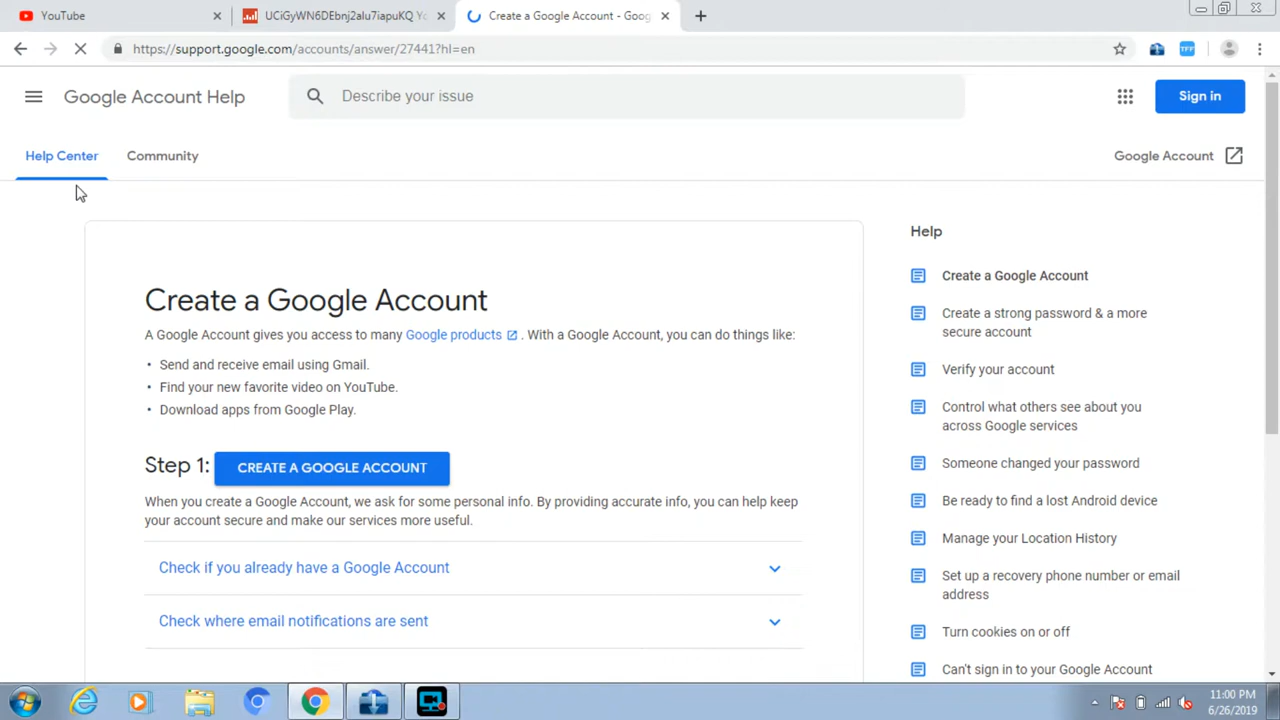 YouTube
UCiGyWN6DEbnj2alu7iapuKQ Yo
Create a Google Account - Goog
https://support.google.com/accounts/answer/27441?hl=en
TFF
Google Account Help
Describe your issue
Sign in
Help Center
Community
Google Account
Create a Google Account
A Google Account gives you access to many Google products . With a Google Account, you can do things like:
• Send and receive email using Gmail.
• Find your new favorite video on YouTube.
• Download apps from Google Play.
Step 1: CREATE A GOOGLE ACCOUNT
When you create a Google Account, we ask for some personal info. By providing accurate info, you can help keep
your account secure and make our services more useful.
Check if you already have a Google Account
Check where email notifications are sent
Help
Create a Google Account
Create a strong password & a more
secure account
Verify your account
Control what others see about you
across Google services
Someone changed your password
Be ready to find a lost Android device
Manage your Location History
Set up a recovery phone number or email
address
Turn cookies on or off
Can't sign in to your Google Account
11:00 PM
6/26/2019